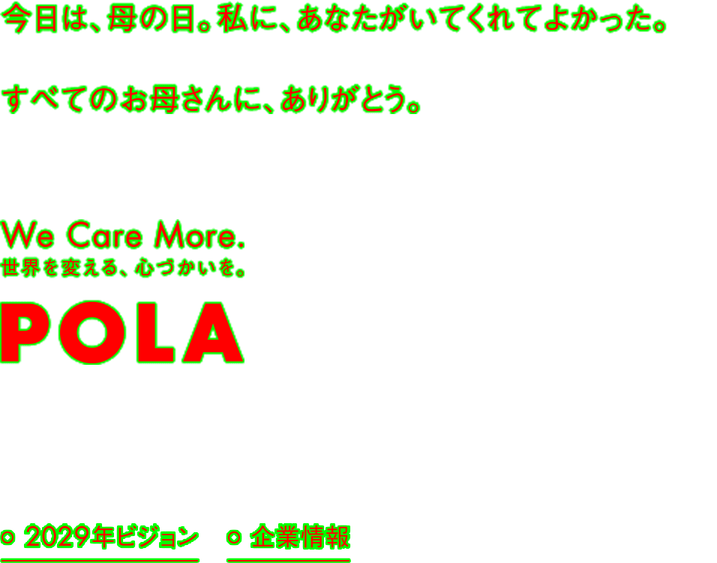 今日は、母の日。私に、あなたがいてくれてよかった。
すべてのお母さんに、ありがとう。
We Care More.
世界を変える、心づかいを。
POLA
2029年ビジョン
企業情報